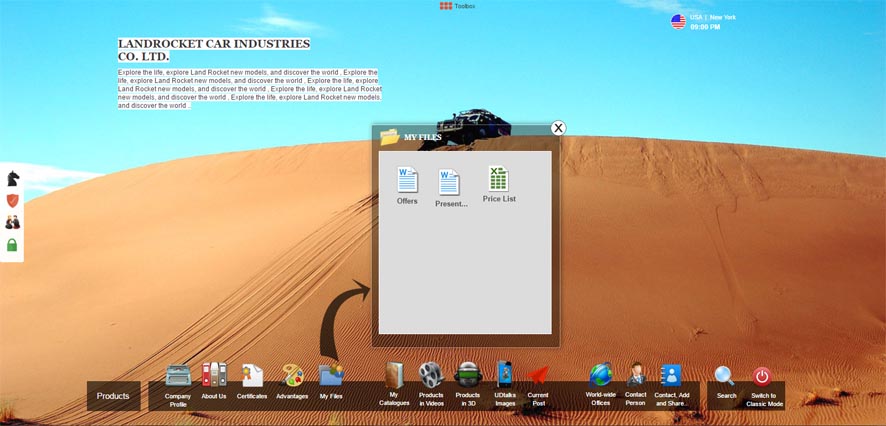 Toolbox
USA | New York
09:00 PM
LANDROCKET CAR INDUSTRIES
CO. LTD.
Explore the life, explore Land Rocket new models, and discover the world , Explore the
life, explore Land Rocket new models, and discover the world , Explore the life, explore
Land Rocket new models, and discover the world , Explore the life, explore Land Rocket
new models, and discover the world , Explore the life, explore Land Rocket new models,
and discover the world ..
X
MY FILES
Offers
Present...
Price List
Products
Company
Profile
About Us
Certificates
Advantages
My Files
My
Catalogues
Products
in Videos
Products
in 3D
UDtalks
Images
Current
Post
World-wide
Offices
Contact
Person
Contact, Add
and Share...
Search
Switch to
Classic Mode